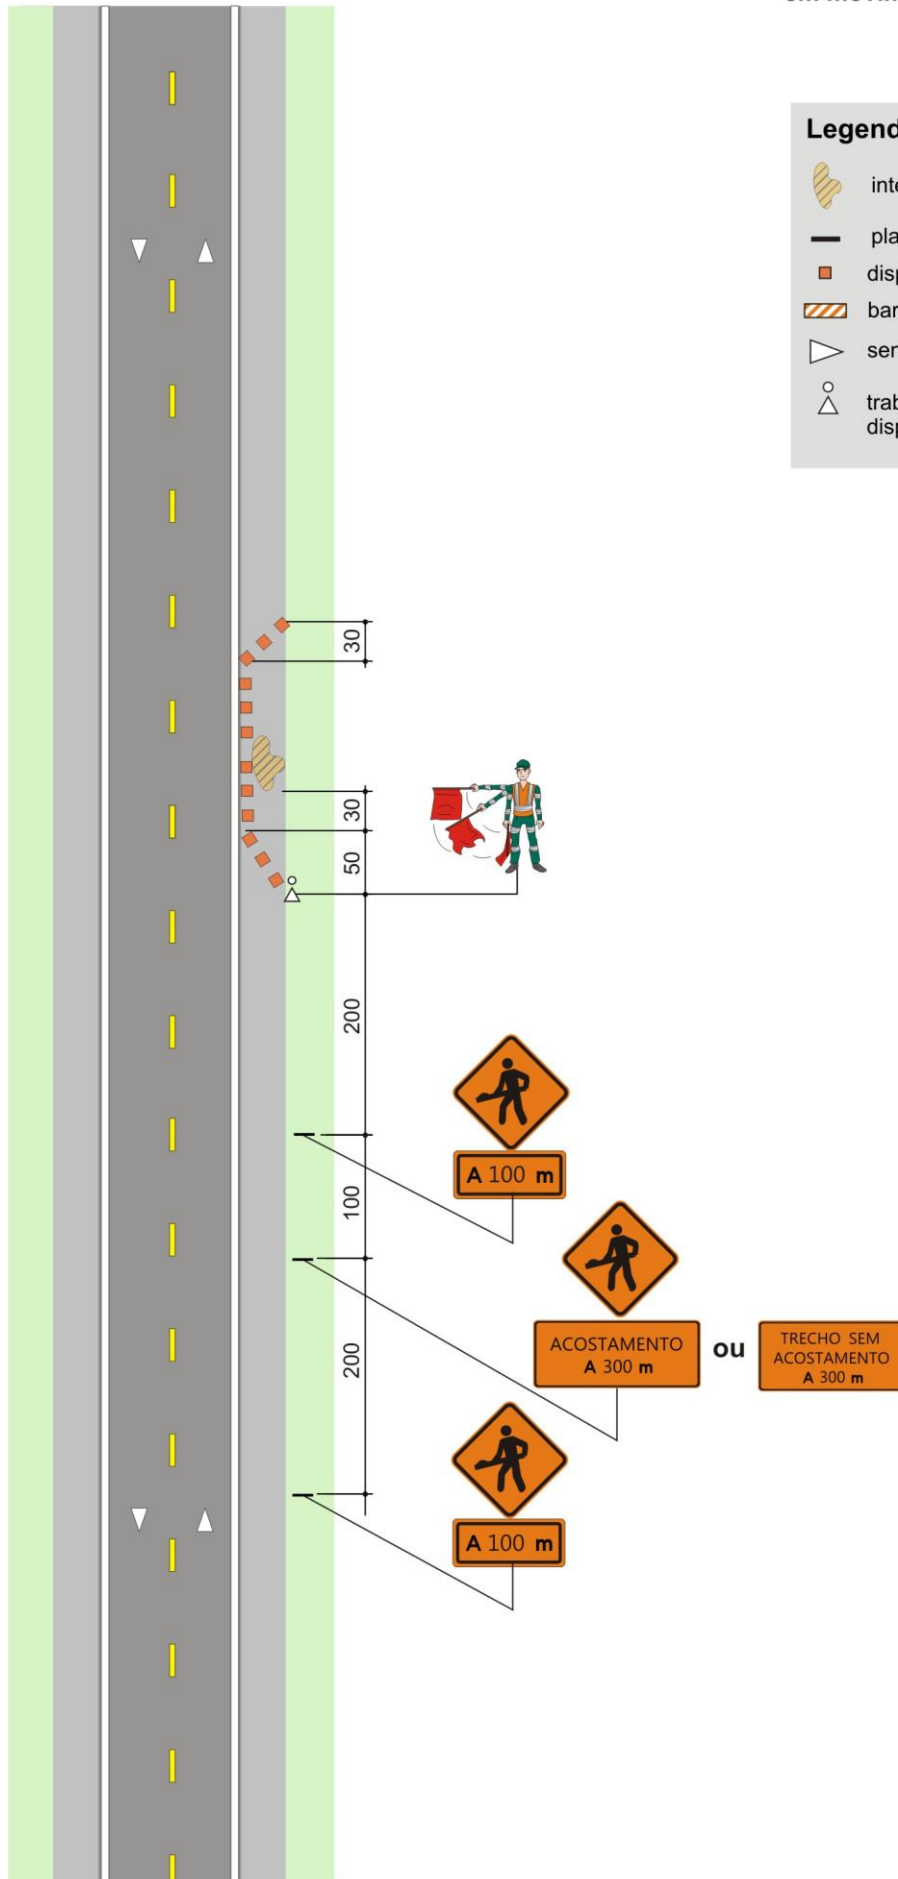 Legend
inte
pla
disp
bar
sen
trab
disp
30
30
50
200
A 100 m
100
ACOSTAMENTO
A 300 m
ou
TRECHO SEM
ACOSTAMENTO
A 300 m
200
A 100 m